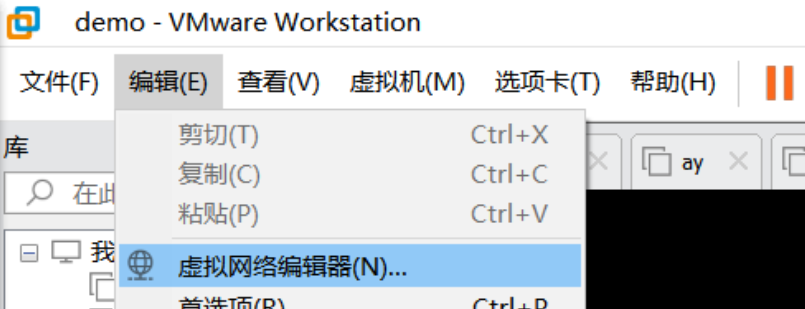 demo - VMware Workstation
文件(F) 编辑(E) 查看(V) 虚拟机(M) 选项卡(T) 帮助(H)
库
剪切(T) Ctrl+X
ay
复制(C) Ctrl+C
在此
粘贴(P) Ctrl+V
我
虚拟网络编辑器(N)...
首选项(R) Ctrl+P